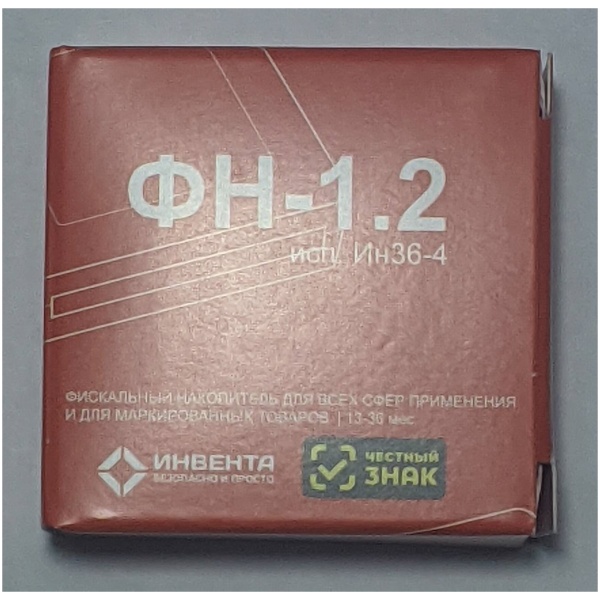 ФН-1.2
исп. Ин36-4
ФИСКАЛЬНЫЙ НАКОПИТЕЛЬ ДЛЯ ВСЕХ СФЕР ПРИМЕНЕНИЯ
И ДЛЯ МАРКИРОВАННЫХ ТОВАРОВ | 13-36 мес
ИНВЕНТА
БЕЗОПАСНО И ПРОСТО
ЧЕСТНЫЙ
ЗНАК